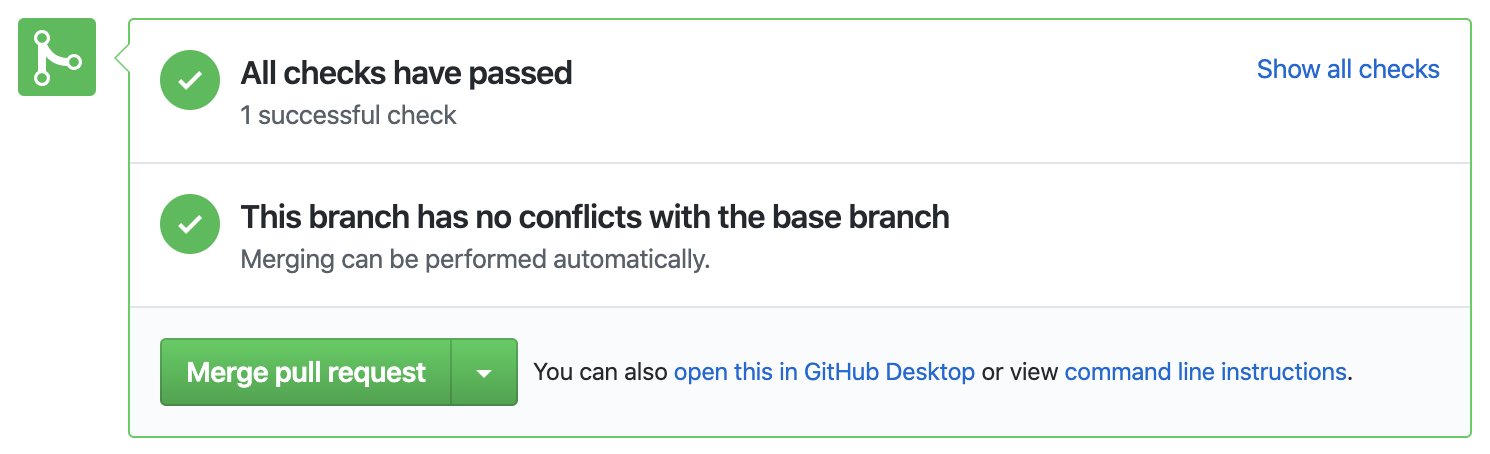 All checks have passed
Show all checks
1 successful check
This branch has no conflicts with the base branch
Merging can be performed automatically.
Merge pull request
You can also open this in GitHub Desktop or view command line instructions.